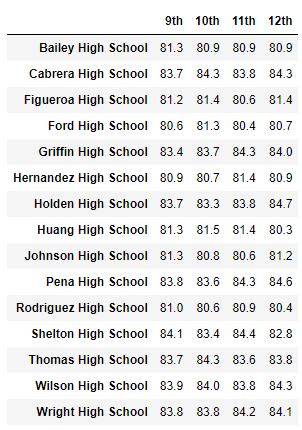 9th 10th 11th 12th
Bailey High School 81.3 80.9 80.9 80.9
Cabrera High School 83.7 84.3 83.8 84.3
Figueroa High School 81.2 81.4 80.6 81.4
Ford High School 80.6 81.3 80.4 80.7
Griffin High School 83.4 83.7 84.3 84.0
Hernandez High School 80.9 80.7 81.4 80.9
Holden High School 83.7 83.3 83.8 84.7
Huang High School 81.3 81.5 81.4 80.3
Johnson High School 81.3 80.8 80.6 81.2
Pena High School 83.8 83.6 84.3 84.6
Rodriguez High School 81.0 80.6 80.9 80.4
Shelton High School 84.1 83.4 84.4 82.8
Thomas High School 83.7 84.3 83.6 83.8
Wilson High School 83.9 84.0 83.8 84.3
Wright High School 83.8 83.8 84.2 84.1